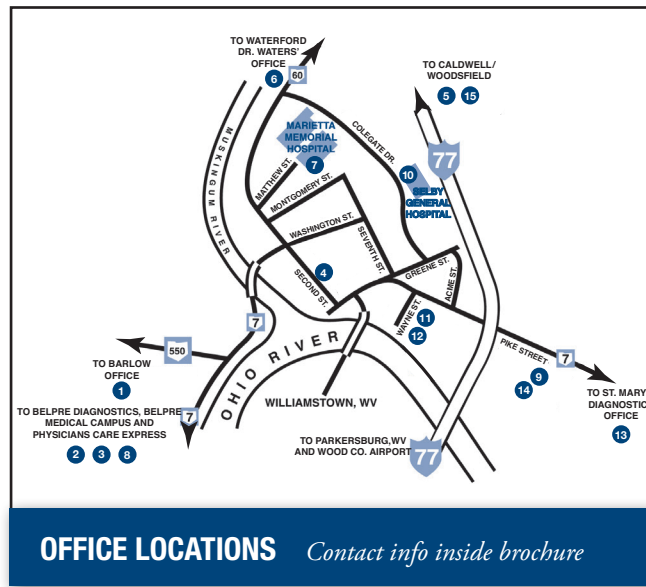 TO WATERFORD
DR. WATERS'
OFFICE
6
60
TO CALDWELL/
WOODSFIELD
5 15
MUSKINGUM RIVER
MARIETTA
MEMORIAL
HOSPITAL
7
COLEGATE DR.
77
MATTHEW ST.
MONTGOMERY ST.
10
SELBY
GENERAL
HOSPITAL
WASHINGTON ST.
SEVENTH ST.
4
SECOND ST.
GREENE ST.
ACME ST.
7
WAYNE ST.
11
12
550
OHIO RIVER
PIKE STREET
7
9
14
TO BARLOW
OFFICE
1
TO ST. MARY
DIAGNOSTIC
OFFICE
13
TO BELPRE DIAGNOSTICS, BELPRE
MEDICAL CAMPUS AND
PHYSICIANS CARE EXPRESS
2 3 8
7
WILLIAMSTOWN, WV
TO PARKERSBURG,WV
AND WOOD CO. AIRPORT
77
OFFICE LOCATIONS Contact info inside brochure